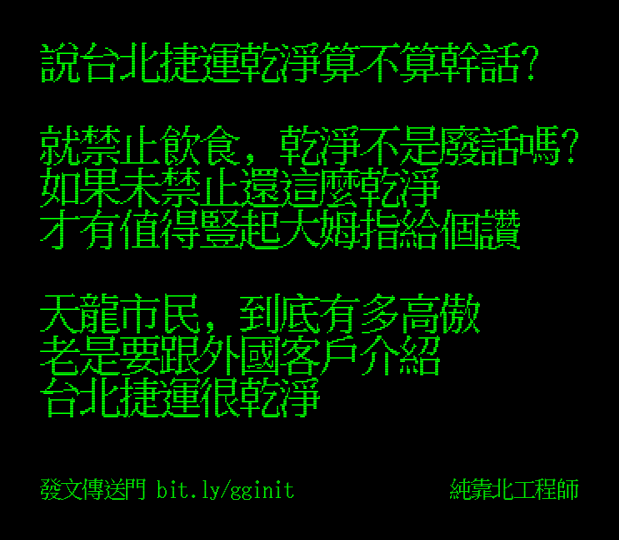 說台北捷運乾淨算不算幹話?
就禁止飲食, 乾淨不是廢話嗎?
如果未禁止還這麼乾淨
才有值得豎起大姆指給個讚
天龍市民, 到底有多高傲
老是要跟外國客戶介紹
台北捷運很乾淨
發文傳送門 bit.ly/gginit
純靠北工程師